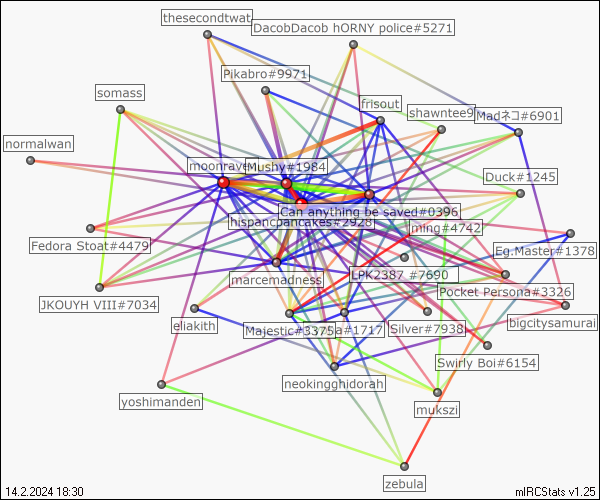 thesecondtwat
DacobDacob hORNY police#5271
Pikabro#9971
somass
frisout
shawntee9
Madネコ#6901
normalwan
moonrave
Mushy#1984
Duck#1245
Can anything be saved#0396
hispanicpancakes#2928
ming#4742
Fedora Stoat#4479
Eg.Master#1378
marcemadness
LPK2387 #7690
JKOUYH VIII#7034
Pocket Persona#3326
eliakith
Majestic#3375
a#1717
Silver#7938
bigcitysamurai
Swirly Boi#6154
neokingghidorah
yoshimanden
mukszi
zebula
14.2.2024 18:30
mIRCStats v1.25